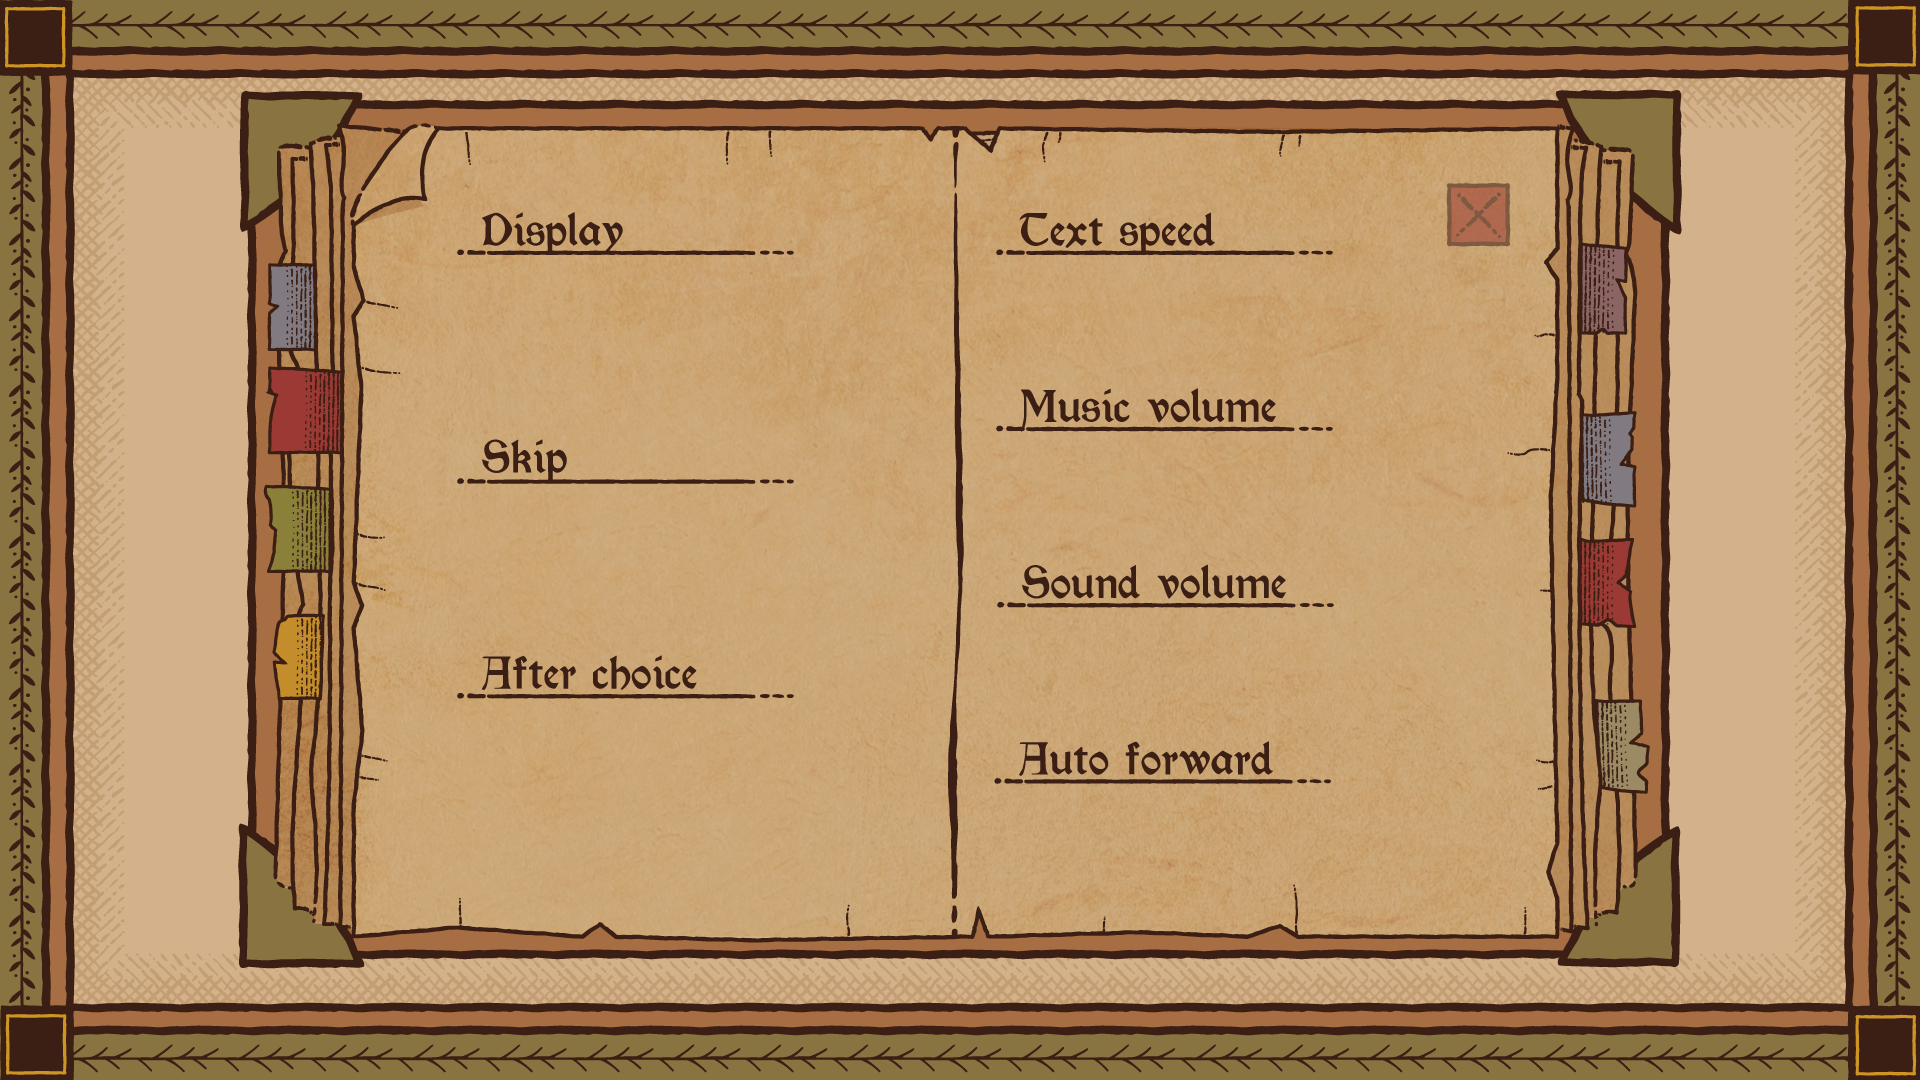 Display
Skip
After choice
Text speed
Music volume
Sound volume
Auto forward